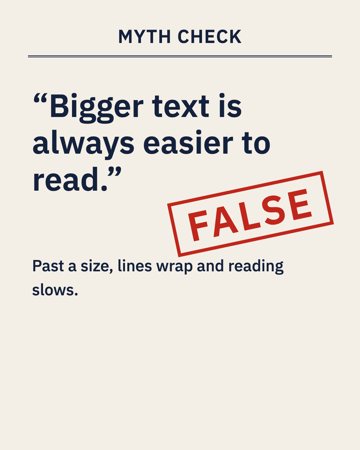 MYTH CHECK
“Bigger text is
always easier to
read.”
FALSE
Past a size, lines wrap and reading
slows.